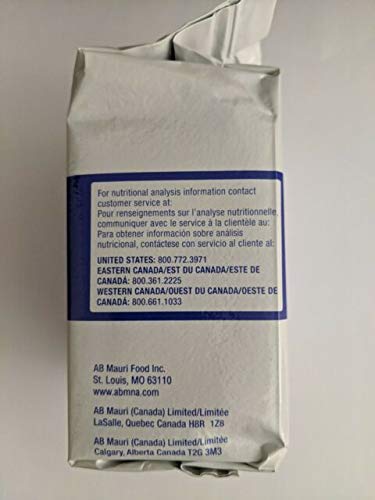 For nutritional analysis information contact
customer service at:
Pour renseignements sur l'analyse nutritionnelle,
communiquer avec le service à la clientèle au:
Para obtener información sobre análisis
nutricional, contáctese con servicio al cliente al:
UNITED STATES: 800.772.3971
EASTERN CANADA/EST DU CANADA/ESTE DE
CANADÁ: 800.361.2225
WESTERN CANADA/OUEST DU CANADA/OESTE DE
CANADÁ: 800.661.1033
AB Mauri Food Inc.
St. Louis, MO 63110
www.abmna.com
AB Mauri (Canada) Limited/Limitée
LaSalle, Quebec Canada H8R 1Z8
AB Mauri (Canada) Limited/Limitée
Calgary, Alberta Canada T2G 3M3